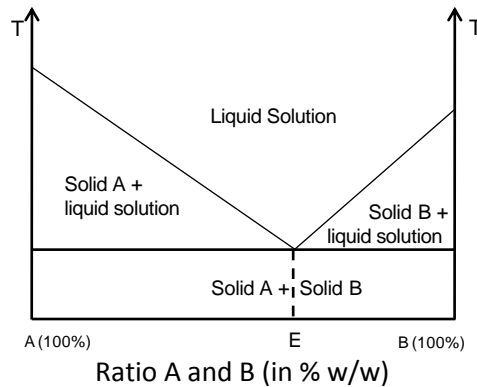 T
T
Liquid Solution
Solid A +
liquid solution
Solid B +
liquid solution
Solid A + Solid B
A (100%)
E
B (100%)
Ratio A and B (in % w/w)